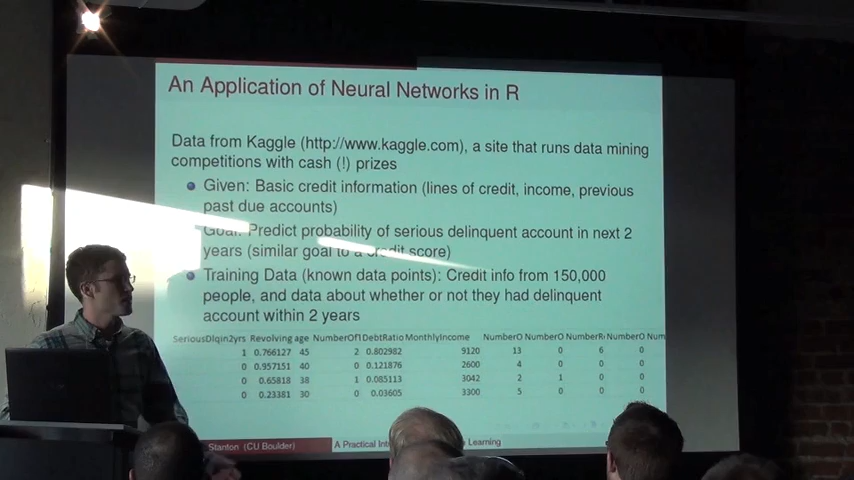 An Application of Neural Networks in R
Data from Kaggle (http://www.kaggle.com), a site that runs data mining
competitions with cash (!) prizes
Given: Basic credit information (lines of credit, income, previous
past due accounts)
Goal: Predict probability of serious delinquent account in next 2
years (similar goal to a credit score)
Training Data (known data points): Credit info from 150,000
people, and data about whether or not they had delinquent
account within 2 years
SeriousDlqin2yrs Revolving age NumberOf DebtRatio MonthlyIncome NumberO NumberO NumberR NumberO Num
1 0.766127 45 2 0.802982 9120 13 0 6 0
0 0.957151 40 0 0.121876 2600 4 0 0 0
0 0.65818 38 1 0.085113 3042 2 1 0 0
0 0.23381 30 0 0.03605 3300 5 0 0 0
Stanton (CU Boulder) A Practical Learning